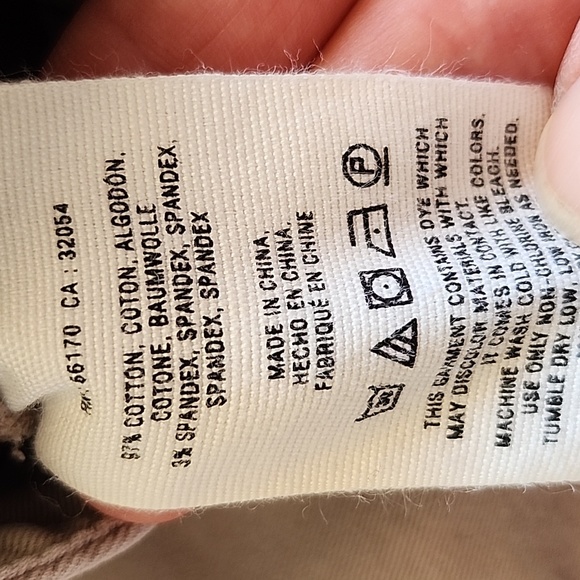 RN: 66170 CA: 32054
97% COTTON, COTON, ALGODÓN,
COTONE, BAUMWOLLE
3% SPANDEX, SPANDEX, SPANDEX,
SPANDEX, SPANDEX
MADE IN CHINA,
HECHO EN CHINA,
FABRIQUÉ EN CHINE
P
THIS GARMENT CONTAINS DYE WHICH
MAY DISCOLOR MATERIAL WITH WHICH
IT COMES IN CONTACT.
MACHINE WASH COLD WITH LIKE COLORS.
USE ONLY NON-CHLORINE BLEACH.
TUMBLE DRY LOW, LOW IRON AS NEEDED.